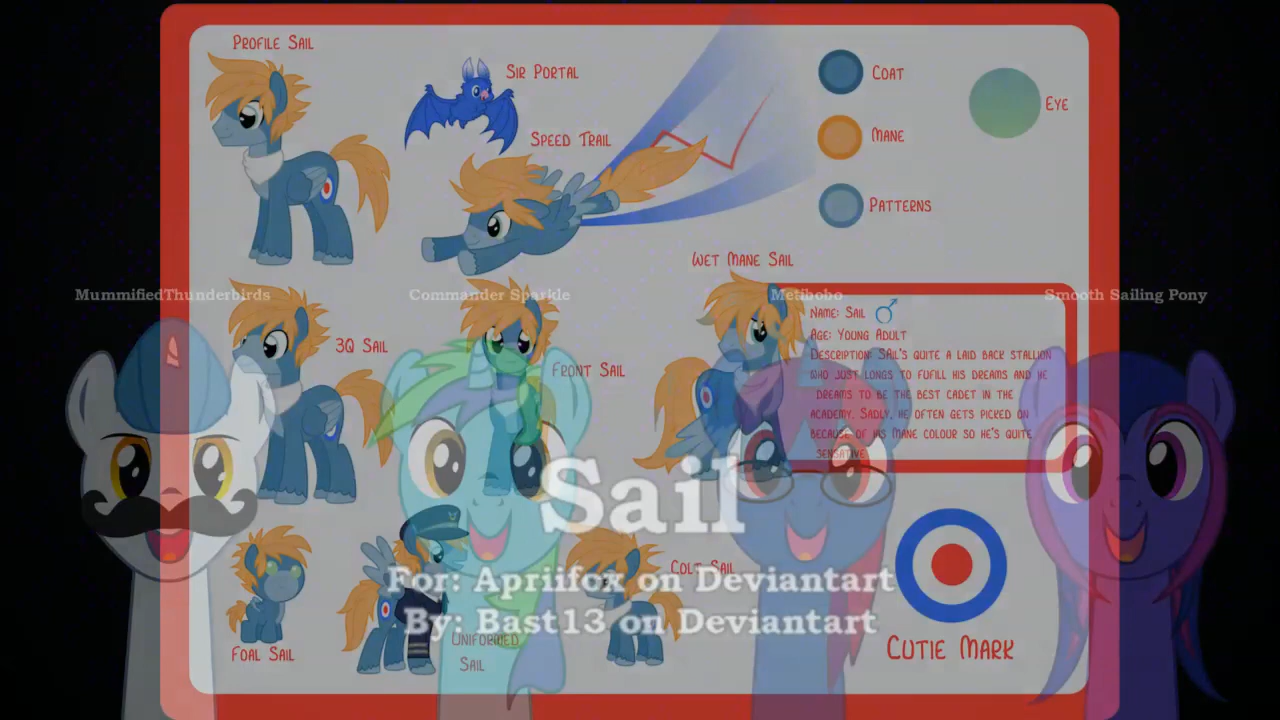 Profile Sail
Sir Portal
Speed Trail
Coat
Mane
Patterns
Eye
Wet Mane Sail
MummifiedThunderbirds
Commander Sparkle
Metibobo
Smooth Sailing Pony
3Q Sail
Front Sail
Name: Sail ♂
Age: Young Adult
Description: Sail's quite a laid back stallion
who just longs to fufill his dreams and he
dreams to be the best cadet in the
academy. Sadly, he often gets picked on
because of his mane colour so he's quite
sensative
Sail
For: Apriifox on Deviantart
By: Bast13 on Deviantart
Foal Sail
Uniformed
Sail
Colt Sail
Cutie Mark